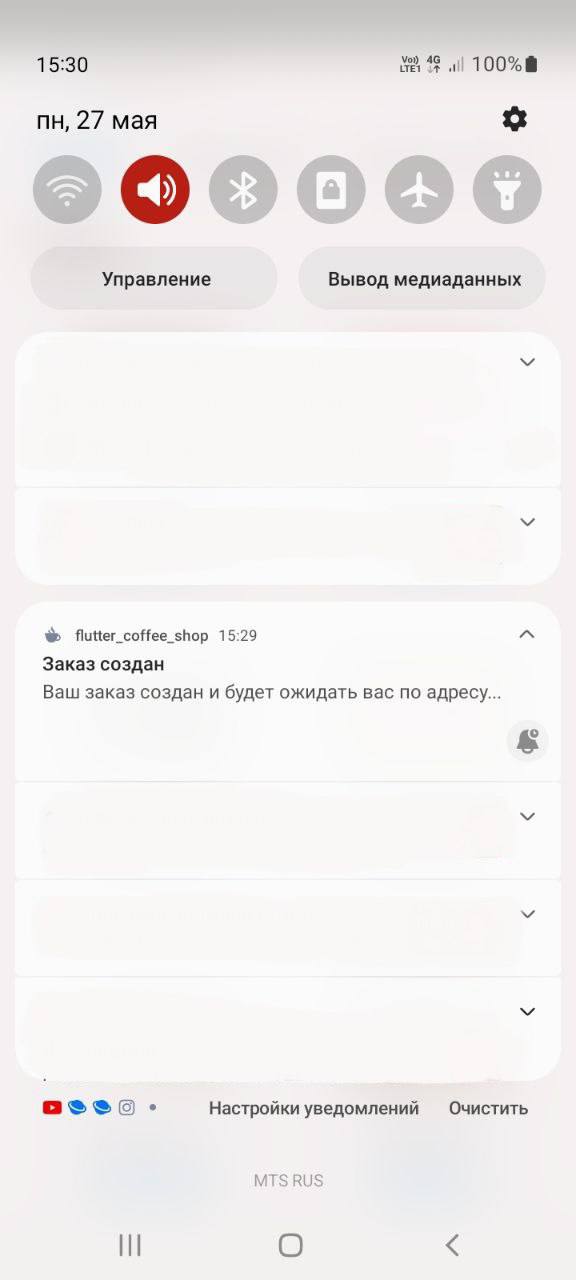 15:30 Vo)) LTE1 4G 100%
пн, 27 мая
Управление Вывод медиаданных
flutter_coffee_shop 15:29
Заказ создан
Ваш заказ создан и будет ожидать вас по адресу...
Настройки уведомлений Очистить
MTS RUS